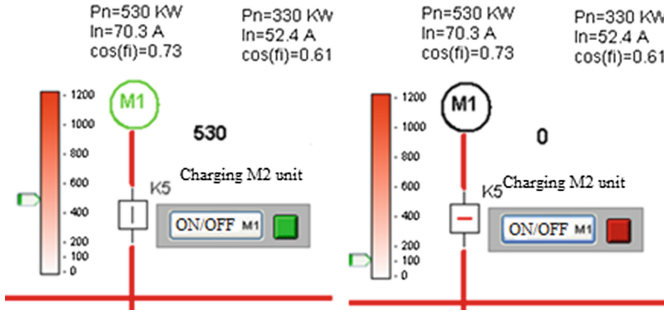 Pn=530 KW
In=70.3 A
cos(fi)=0.73
Pn=330 KW
In=52.4 A
cos(fi)=0.61
1200
1000
800
600
400
200
100
0
M1
530
Charging M2 unit
K5
ON/OFF M1
Pn=530 KW
In=70.3 A
cos(fi)=0.73
Pn=330 KW
In=52.4 A
cos(fi)=0.61
1200
1000
800
600
400
200
100
0
M1
0
Charging M2 unit
K5
ON/OFF M1